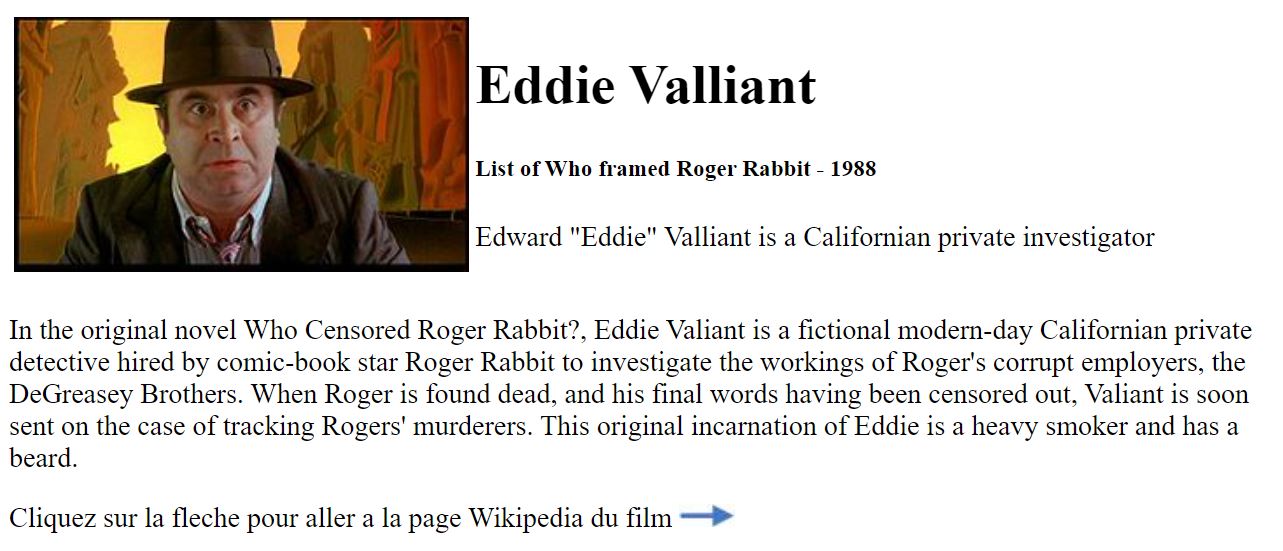 Eddie Valliant
List of Who framed Roger Rabbit - 1988
Edward "Eddie" Valliant is a Californian private investigator
In the original novel Who Censored Roger Rabbit?, Eddie Valiant is a fictional modern-day Californian private
detective hired by comic-book star Roger Rabbit to investigate the workings of Roger's corrupt employers, the
DeGreasey Brothers. When Roger is found dead, and his final words having been censored out, Valiant is soon
sent on the case of tracking Rogers' murderers. This original incarnation of Eddie is a heavy smoker and has a
beard.
Cliquez sur la fleche pour aller a la page Wikipedia du film